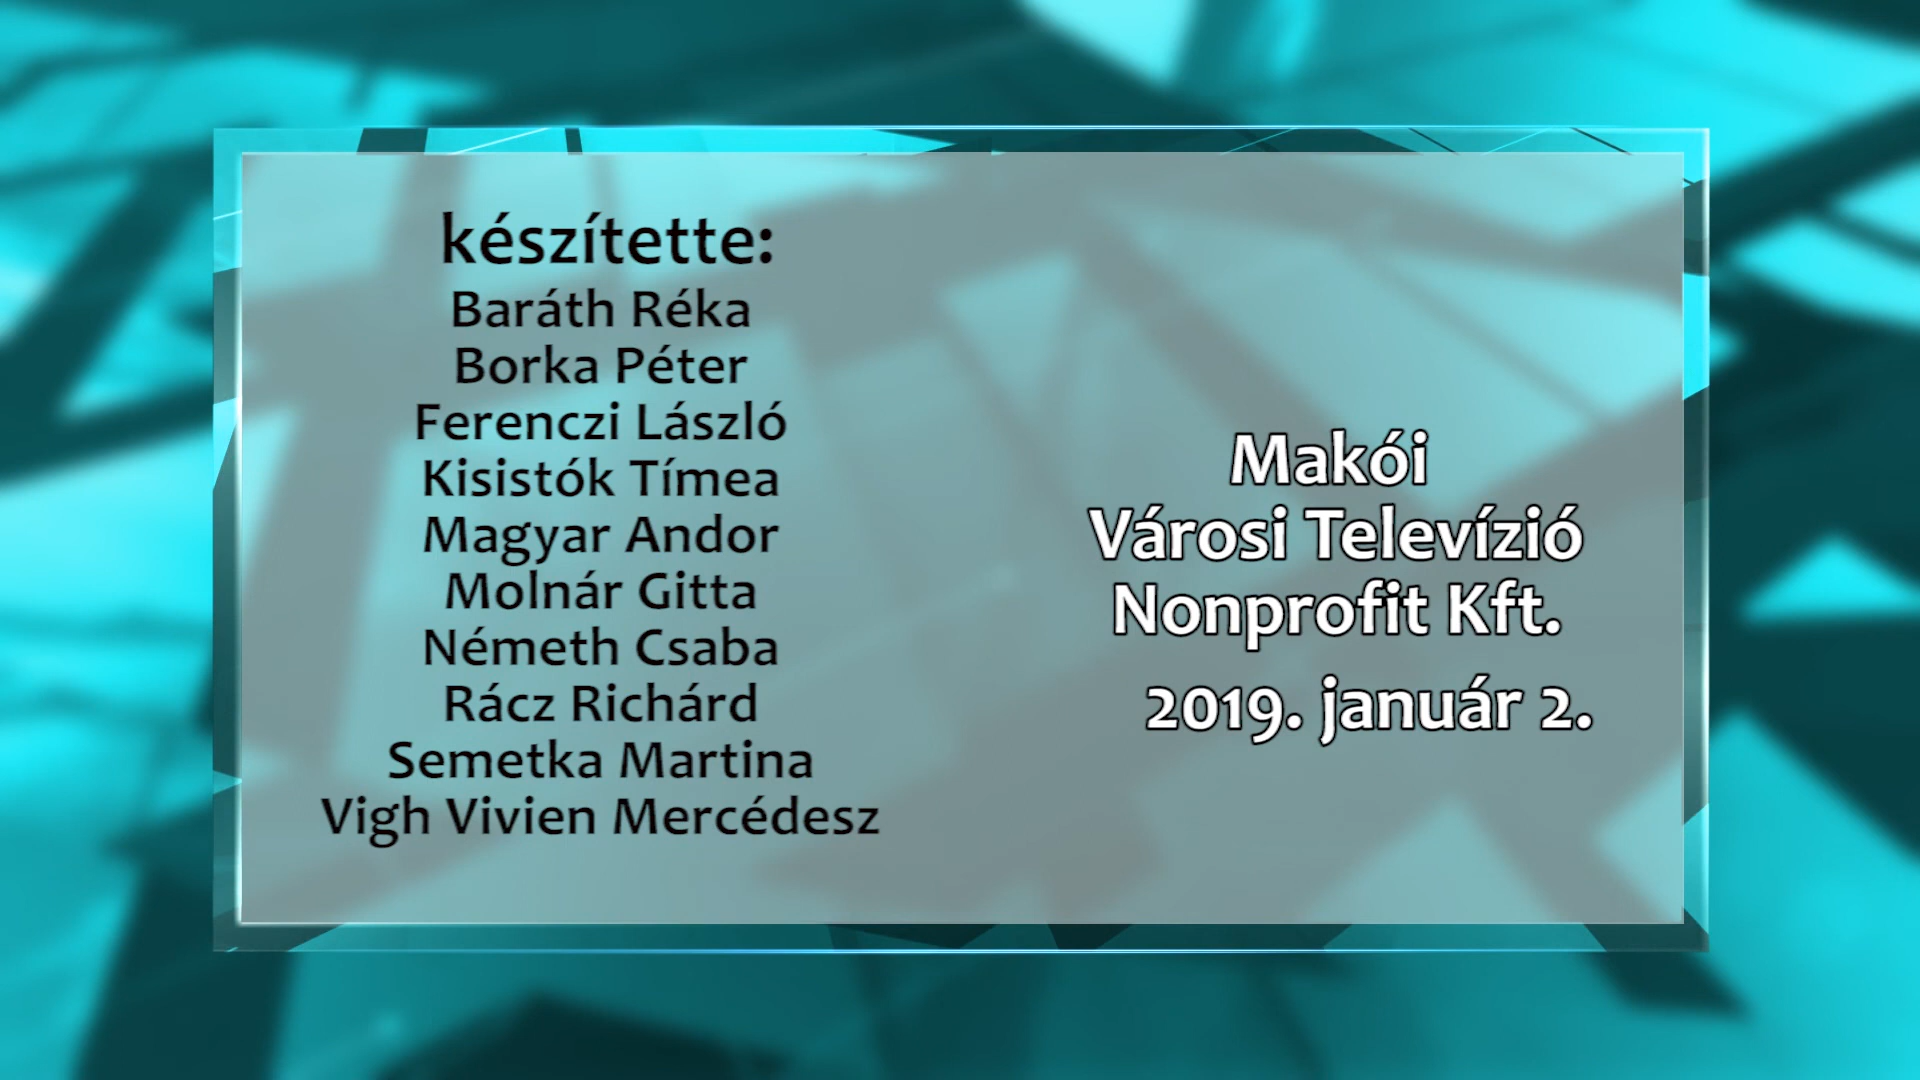 készítette:
Baráth Réka
Borka Péter
Ferenczi László
Kisistók Tímea
Magyar Andor
Molnár Gitta
Németh Csaba
Rácz Richárd
Semetka Martina
Vigh Vivien Mercédesz
Makói
Városi Televízió
Nonprofit Kft.
2019. január 2.